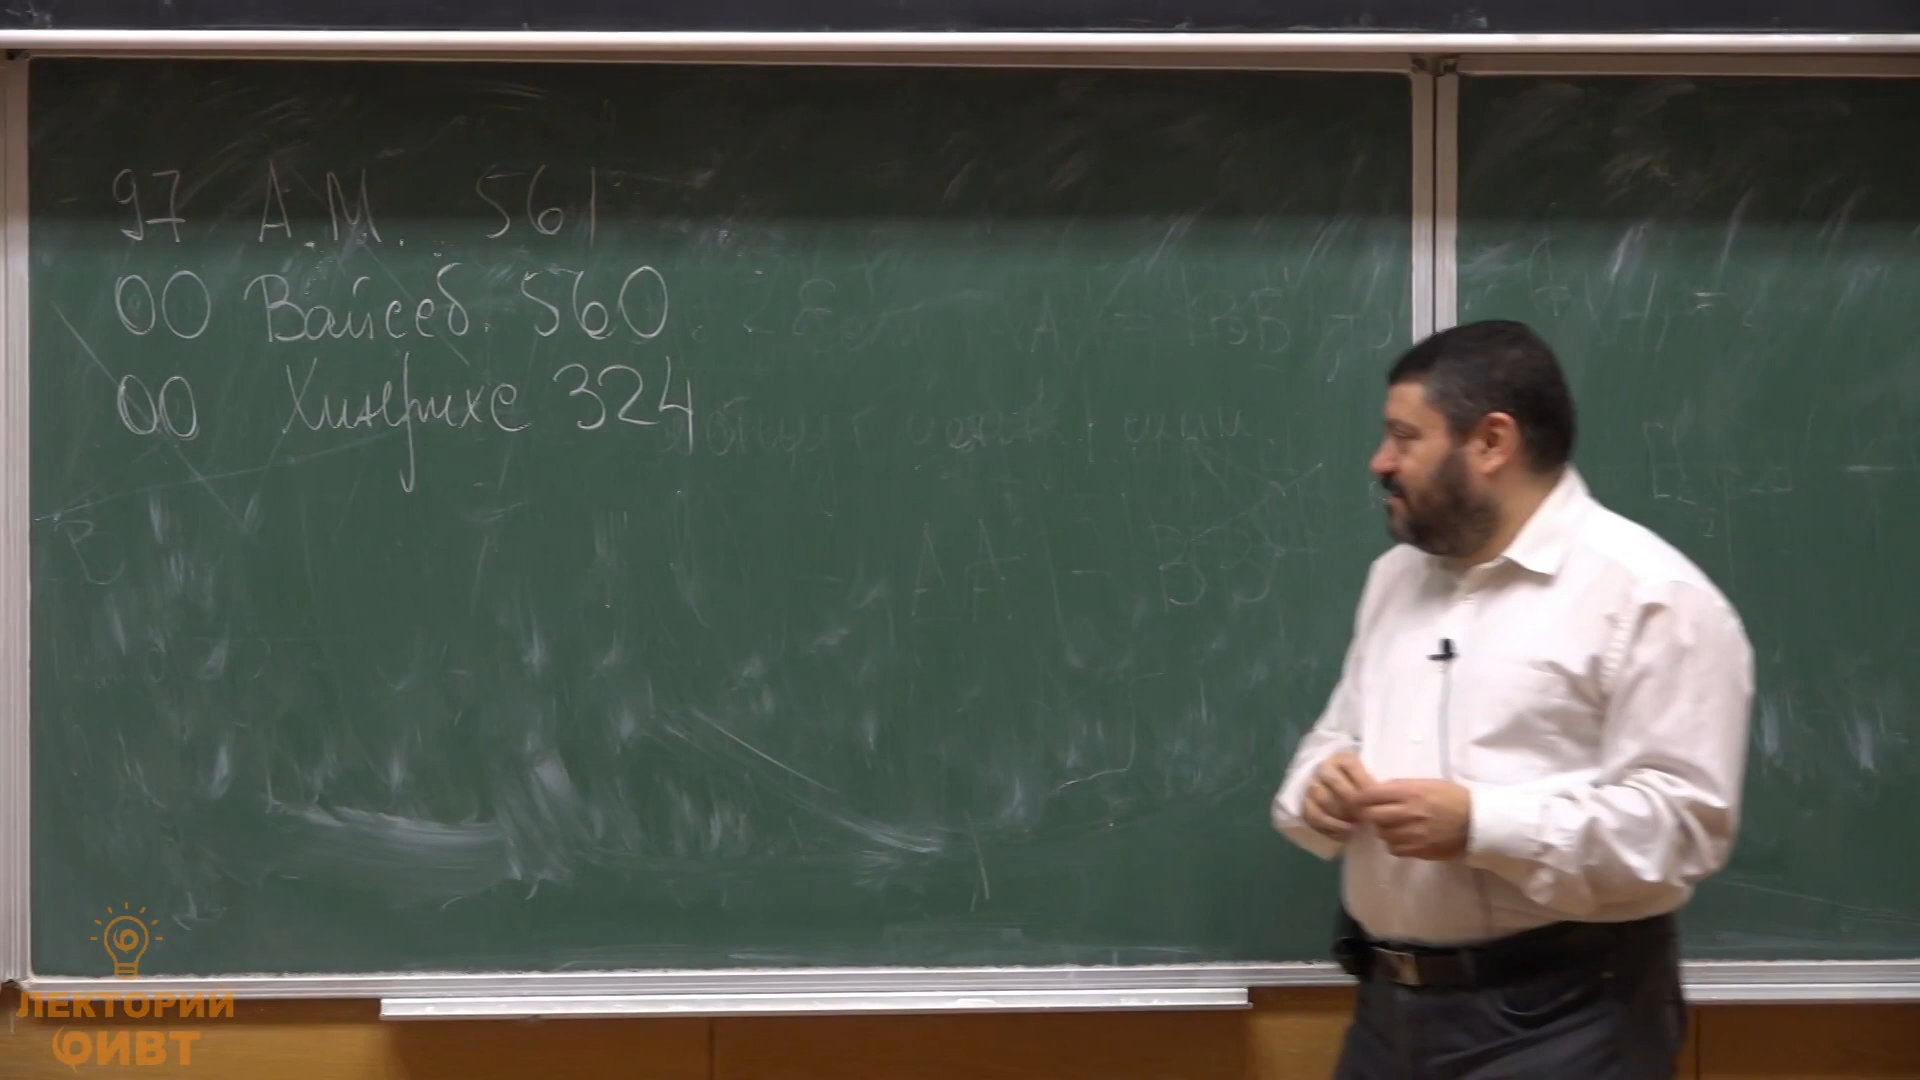 97 А.М. 561
00 Вайсеб. 560
00 Хинрихс 324
ЛЕКТОРИЙ
ФИВТ